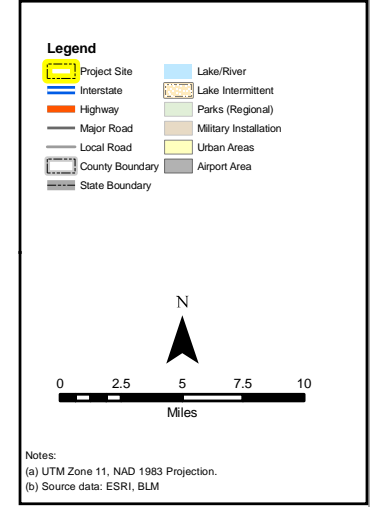 Legend
Project Site
Interstate
Highway
Major Road
Local Road
County Boundary
State Boundary
Lake/River
Lake Intermittent
Parks (Regional)
Military Installation
Urban Areas
Airport Area
N
0 2.5 5 7.5 10
Miles
Notes:
(a) UTM Zone 11, NAD 1983 Projection.
(b) Source data: ESRI, BLM